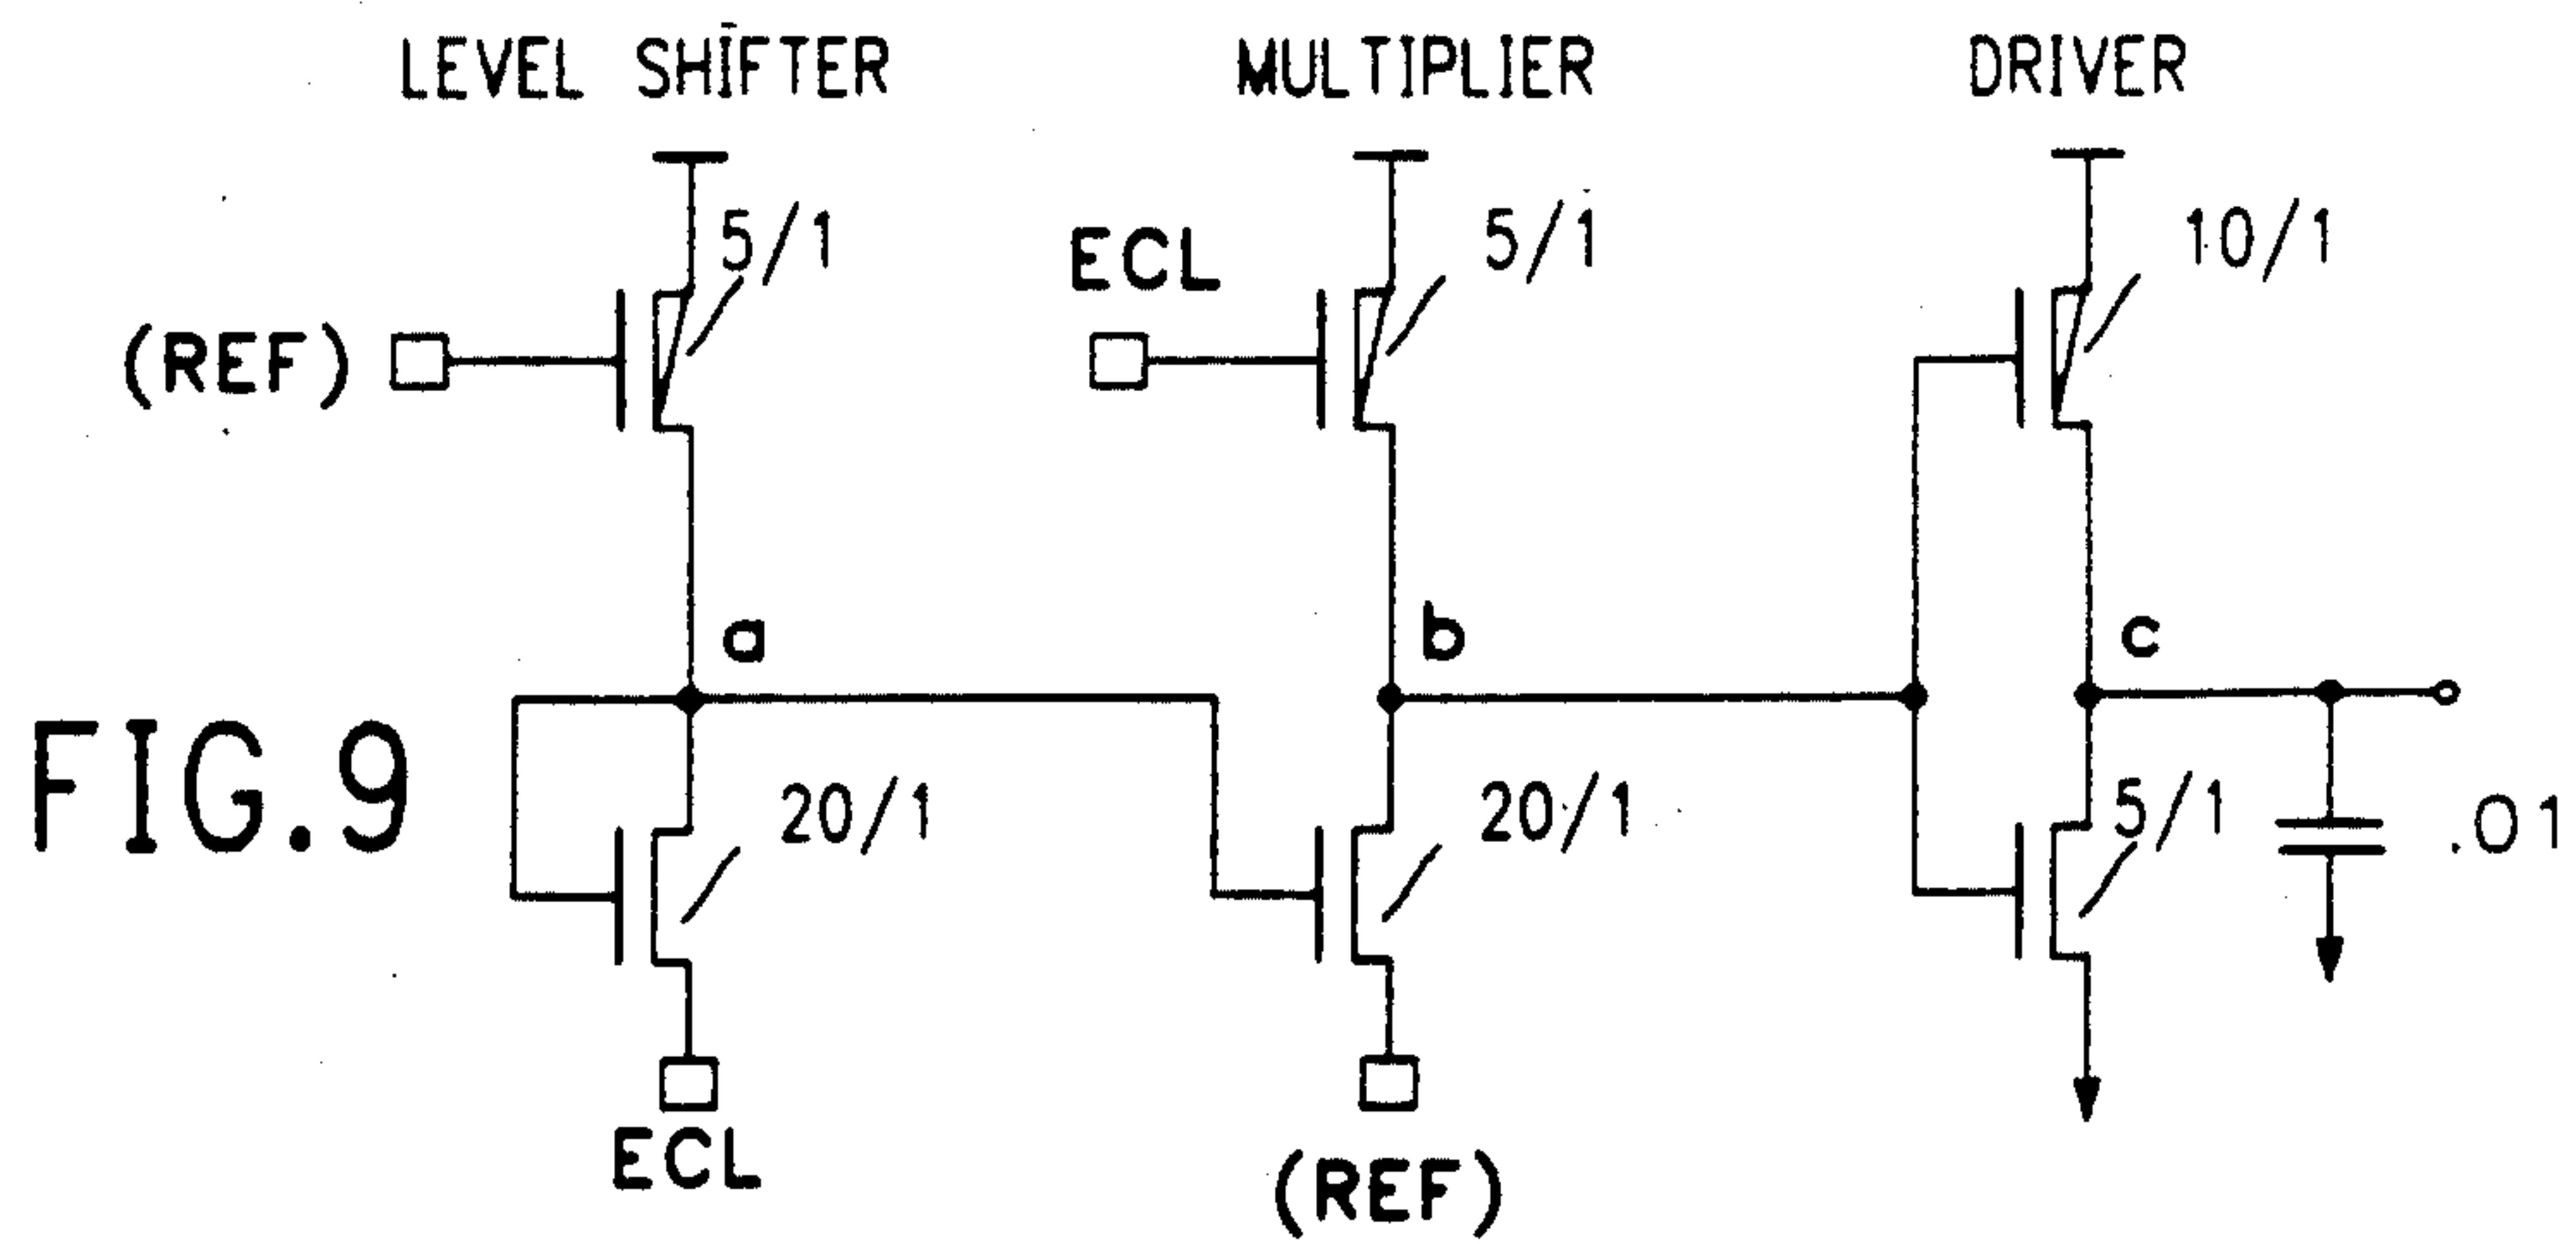 LEVEL SHIFTER
MULTIPLIER
DRIVER
5/1
5/1
10/1
ECL
(REF)
a
b
c
FIG.9
20/1
20/1
5/1
.01
ECL
(REF)